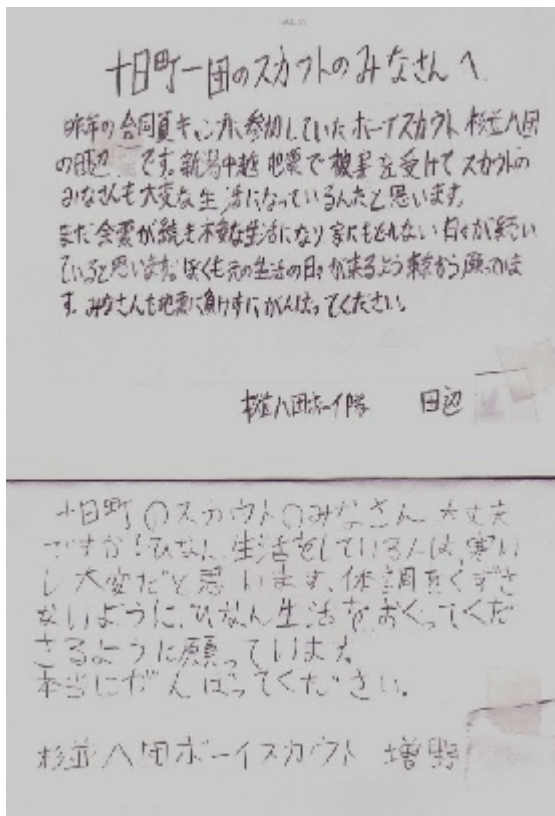 十日町一団のスカウトのみなさんへ
昨年の合同夏キャンプに参加していたボーイスカウト杉並八団
の田辺 です。新潟中越地震で被害を受けてスカウトの
みなさんも大変な生活になっているんだと思います。
まだ余震が続き不安な生活になり家にもどれない日々が続い
ていると思います。ぼくも元の生活の日々が来るよう東京から願っていま
す。みなさんも地震に負けずにがんばってください。
杉並八団ボーイ隊 田辺
十日町のスカウトのみなさん大丈夫
ですか!ひなん生活をしている人は、寒い
し大変だと思います。体調をくずさ
ないように、ひなん生活をおくってくだ
さるように願っています。
本当にがんばってください。
杉並八団ボーイスカウト 増野